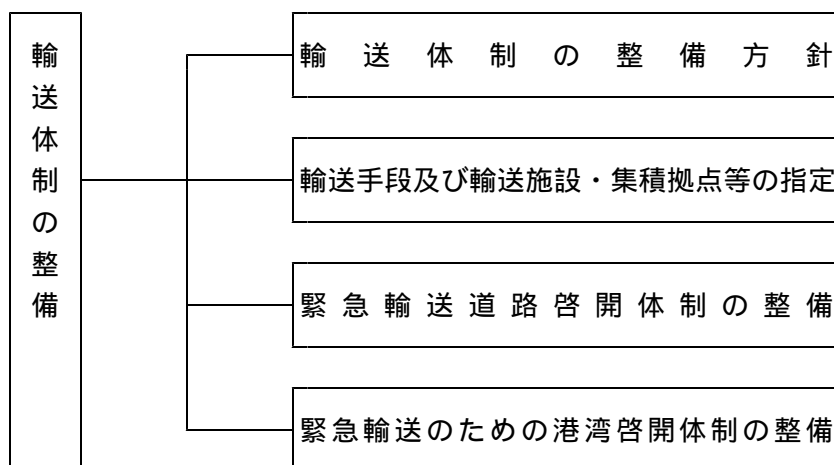 輸送体制の整備
輸送体制の整備方針
輸送手段及び輸送施設・集積拠点等の指定
緊急輸送道路啓開体制の整備
緊急輸送のための港湾啓開体制の整備